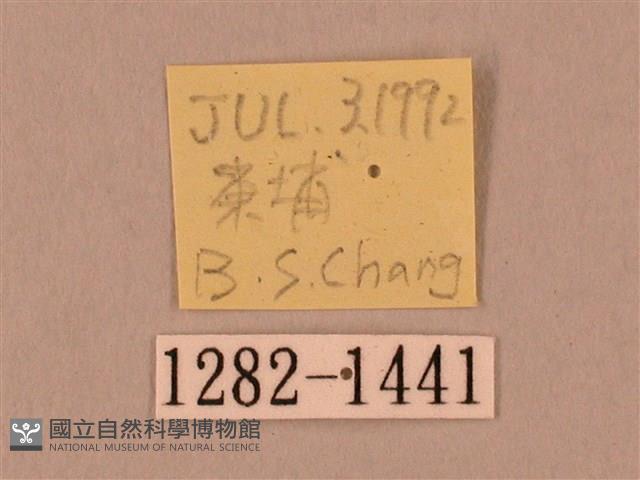 JUL. 3.1992
東埔
B.S.Chang
1282-1441
國立自然科學博物館
NATIONAL MUSEUM OF NATURAL SCIENCE